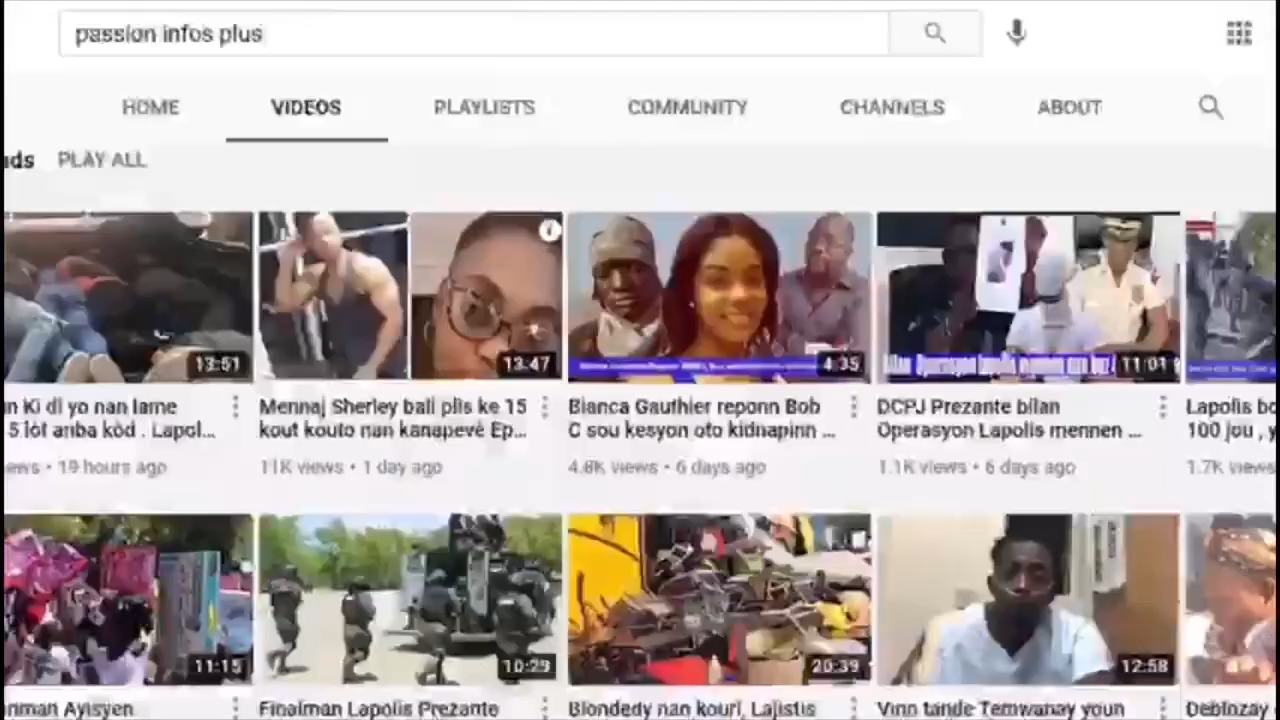 passion infos plus
HOME VIDEOS PLAYLISTS COMMUNITY CHANNELS ABOUT
ads PLAY ALL
13:51 13:47 4:35 11:01
n Ki di yo nan lame
5 lòt anba kòd . Lapol...
ews • 19 hours ago
Mennaj Sherley bali plis ke 15
kout kouto nan kanapevè Ep...
11K views • 1 day ago
Bianca Gauthier reponn Bob
C sou kesyon oto kidnapinn ...
4.8K views • 6 days ago
DCPJ Prezante bilan
Operasyon Lapolis mennen ...
1.1K views • 6 days ago
Lapolis bo
100 jou , y
1.7K views
11:15 10:29 20:39 12:58
nman Ayisyen
Finalman Lapolis Prezante
Blondedy nan kouri, Lajistis
Vinn tande Temwanay youn
Deblozay